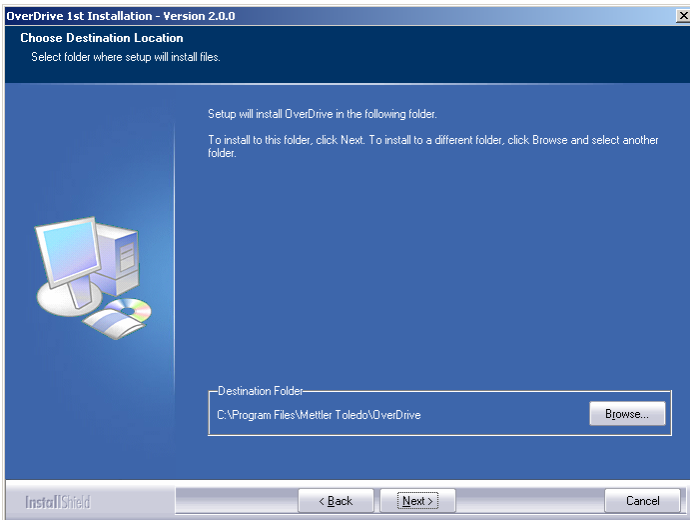 OverDrive 1st Installation - Version 2.0.0
Choose Destination Location
Select folder where setup will install files.
Setup will install OverDrive in the following folder.
To install to this folder, click Next. To install to a different folder, click Browse and select another
folder.
Destination Folder
C:\Program Files\Mettler Toledo\OverDrive
Browse...
InstallShield
< Back
Next >
Cancel